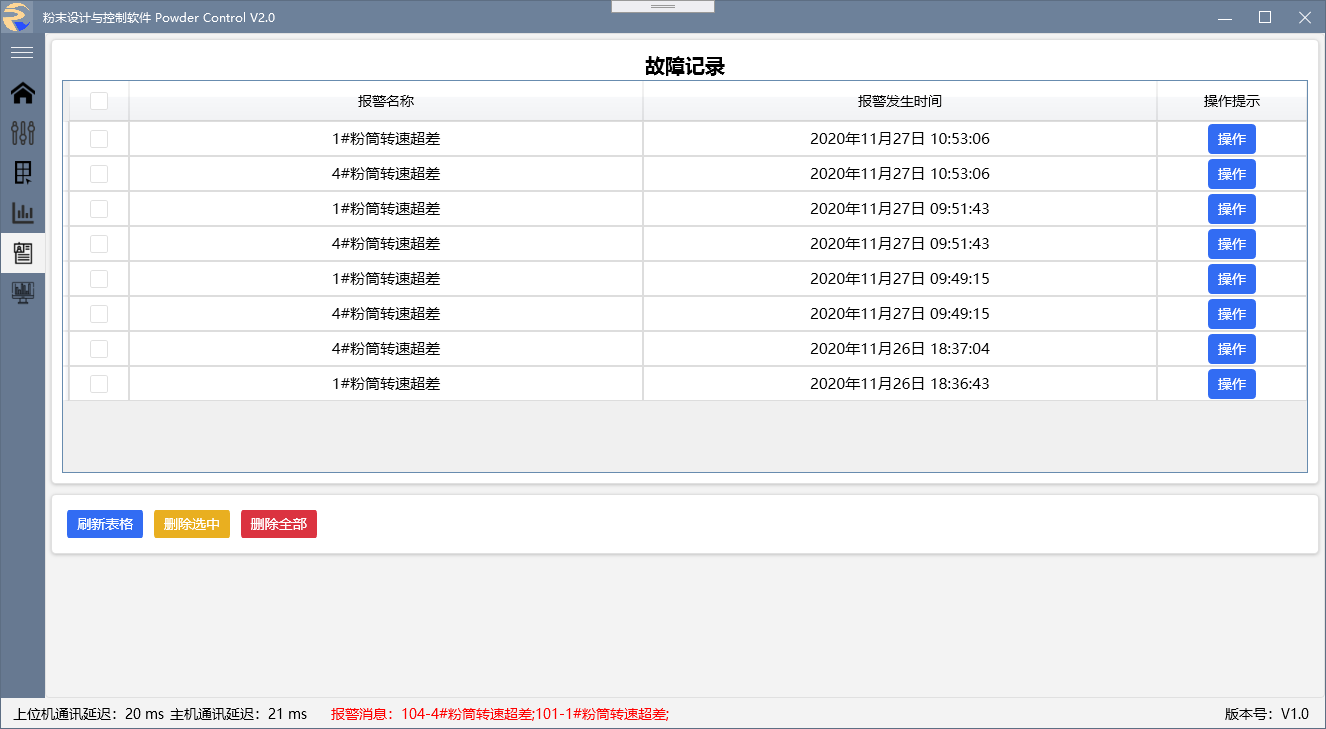 粉末设计与控制软件 Powder Control V2.0
故障记录
报警名称 报警发生时间 操作提示
1#粉筒转速超差 2020年11月27日 10:53:06 操作
4#粉筒转速超差 2020年11月27日 10:53:06 操作
1#粉筒转速超差 2020年11月27日 09:51:43 操作
4#粉筒转速超差 2020年11月27日 09:51:43 操作
1#粉筒转速超差 2020年11月27日 09:49:15 操作
4#粉筒转速超差 2020年11月27日 09:49:15 操作
4#粉筒转速超差 2020年11月26日 18:37:04 操作
1#粉筒转速超差 2020年11月26日 18:36:43 操作
刷新表格 删除选中 删除全部
上位机通讯延迟：20 ms 主机通讯延迟：21 ms 报警消息：104-4#粉筒转速超差;101-1#粉筒转速超差; 版本号：V1.0